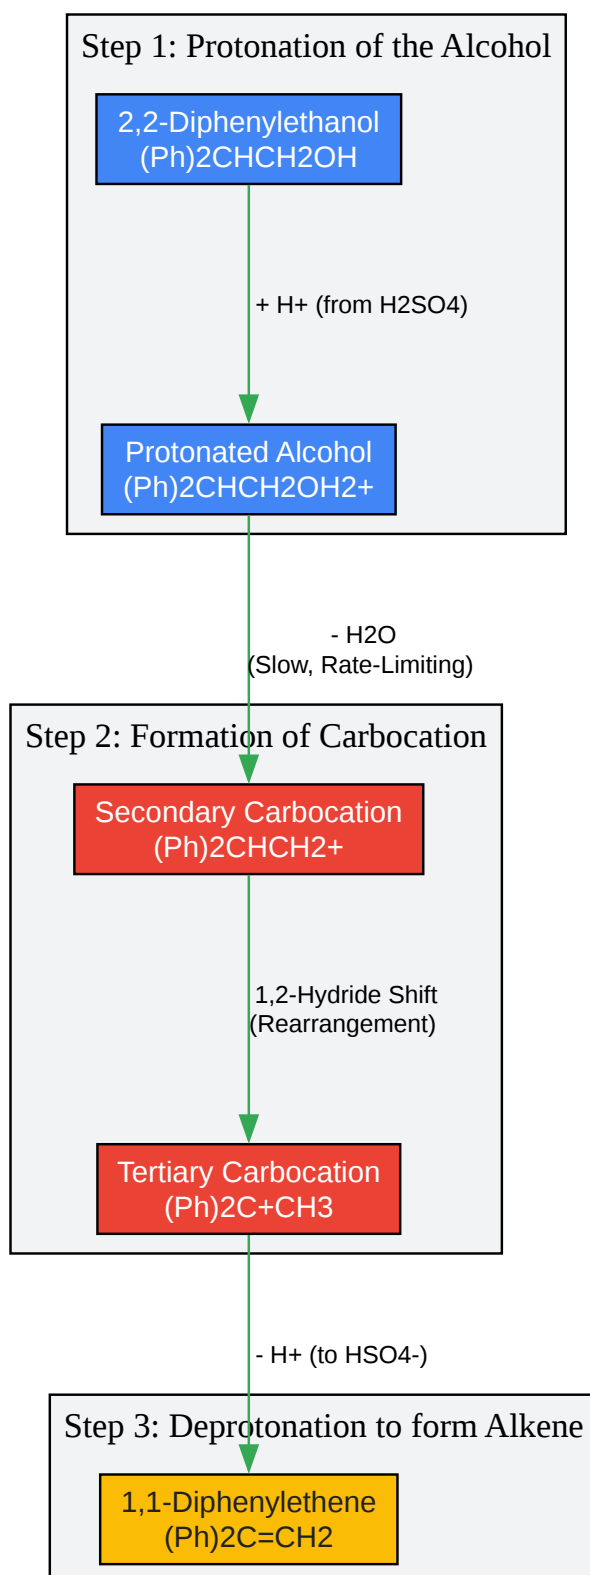 Step 1: Protonation of the Alcohol
2,2-Diphenylethanol
(Ph)2CHCH2OH
+ H+ (from H2SO4)
Protonated Alcohol
(Ph)2CHCH2OH2+
- H2O
(Slow, Rate-Limiting)
Step 2: Formation of Carbocation
Secondary Carbocation
(Ph)2CHCH2+
1,2-Hydride Shift
(Rearrangement)
Tertiary Carbocation
(Ph)2C+CH3
- H+ (to HSO4-)
Step 3: Deprotonation to form Alkene
1,1-Diphenylethene
(Ph)2C=CH2